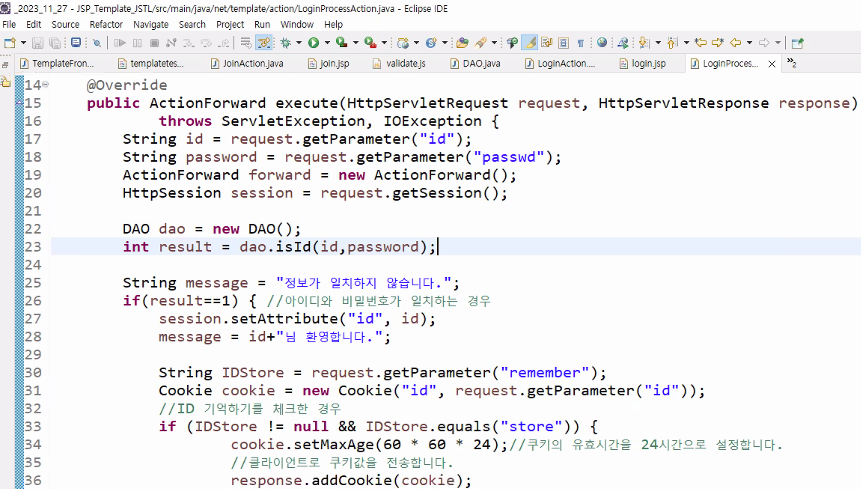 _2023_11_27 - JSP_Template_JSTL/src/main/java/net/template/action/LoginProcessAction.java - Eclipse IDE
File Edit Source Refactor Navigate Search Project Run Window Help
TemplateFron... templatetes... JoinAction.java join.jsp validate.js DAO.java LoginAction.... login.jsp LoginProcess... »2
14 @Override
15 public ActionForward execute(HttpServletRequest request, HttpServletResponse response)
16 throws ServletException, IOException {
17 String id = request.getParameter("id");
18 String password = request.getParameter("passwd");
19 ActionForward forward = new ActionForward();
20 HttpSession session = request.getSession();
21
22 DAO dao = new DAO();
23 int result = dao.isId(id,password);
24
25 String message = "정보가 일치하지 않습니다.";
26 if(result==1) { //아이디와 비밀번호가 일치하는 경우
27 session.setAttribute("id", id);
28 message = id+"님 환영합니다.";
29
30 String IDStore = request.getParameter("remember");
31 Cookie cookie = new Cookie("id", request.getParameter("id"));
32 //ID 기억하기를 체크한 경우
33 if (IDStore != null && IDStore.equals("store")) {
34 cookie.setMaxAge(60 * 60 * 24);//쿠키의 유효시간을 24시간으로 설정합니다.
35 //클라이언트로 쿠키값을 전송합니다.
36 response.addCookie(cookie);